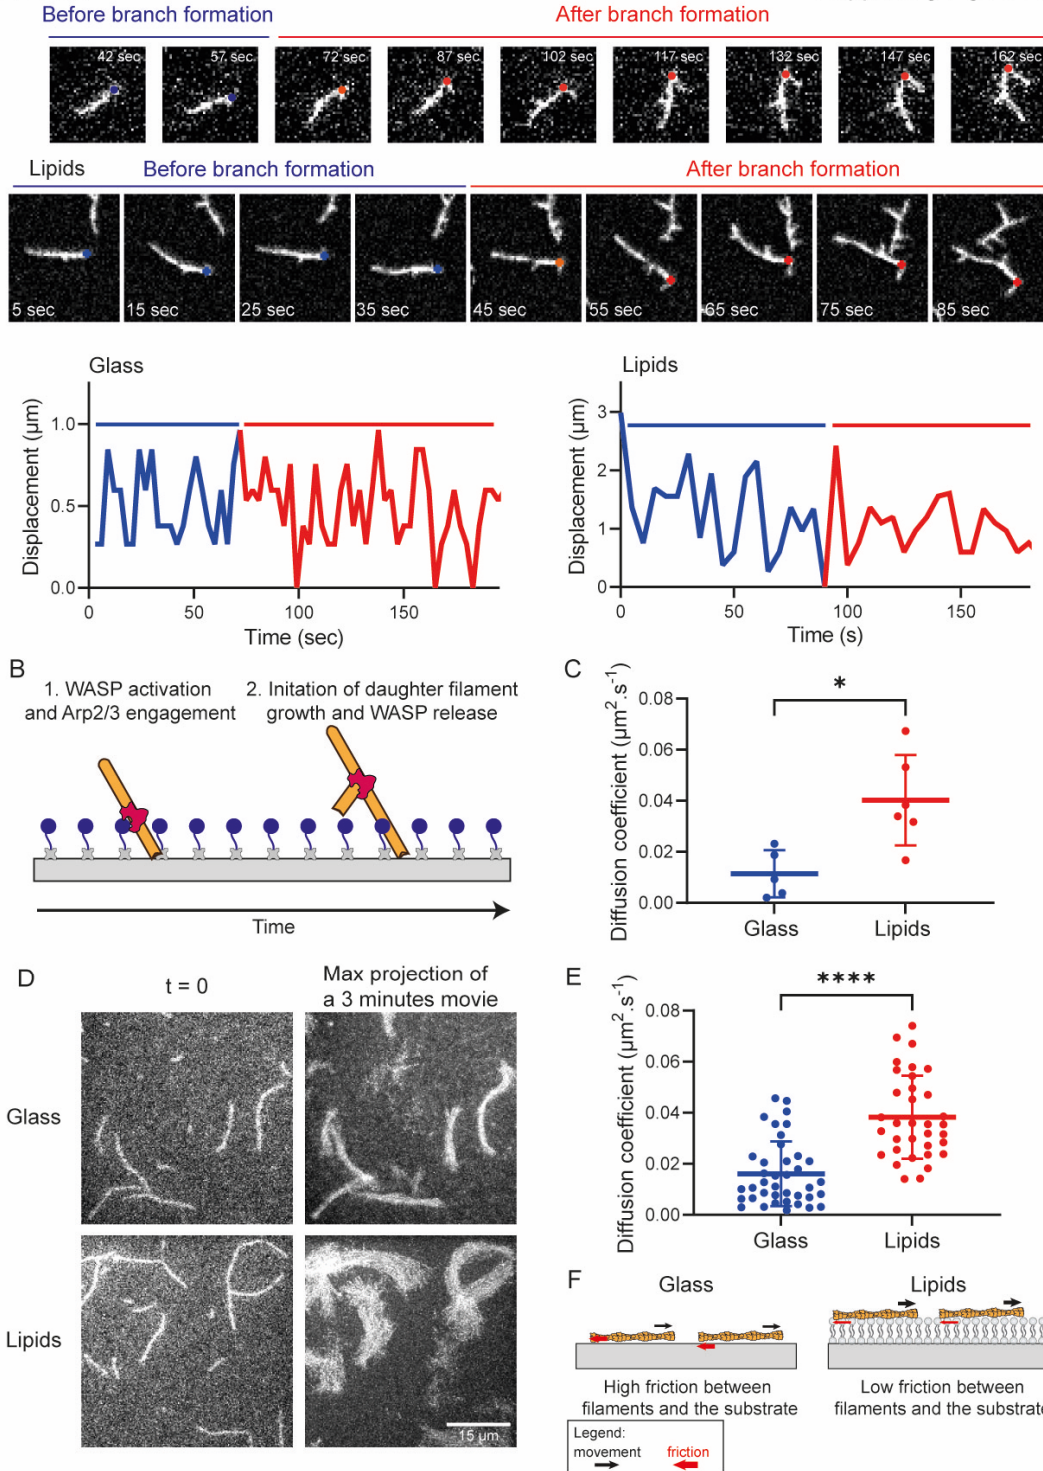 Before branch formation
After branch formation
42 sec
57 sec
72 sec
87 sec
102 sec
117 sec
132 sec
147 sec
162 sec
Lipids
Before branch formation
After branch formation
5 sec
15 sec
25 sec
35 sec
45 sec
55 sec
65 sec
75 sec
85 sec
Glass
Displacement (µm)
1.0
0.5
0.0
0
50
100
150
Time (sec)
Lipids
Displacement (µm)
3
2
1
0
0
50
100
150
Time (s)
B
1. WASP activation
and Arp2/3 engagement
2. Initation of daughter filament
growth and WASP release
Time
C
Diffusion coefficient (µm².s⁻¹)
0.08
0.06
0.04
0.02
0.00
*
Glass
Lipids
D
t = 0
Max projection of
a 3 minutes movie
Glass
Lipids
15 µm
E
Diffusion coefficient (µm².s⁻¹)
0.08
0.06
0.04
0.02
0.00
****
Glass
Lipids
F
Glass
Lipids
High friction between
filaments and the substrate
Low friction between
filaments and the substrate
Legend:
movement
friction